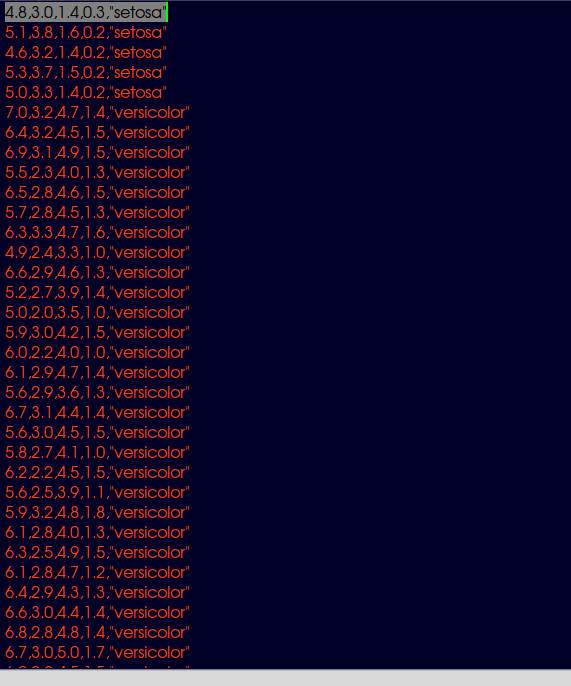 4.8,3.0,1.4,0.3,"setosa"
5.1,3.8,1.6,0.2,"setosa"
4.6,3.2,1.4,0.2,"setosa"
5.3,3.7,1.5,0.2,"setosa"
5.0,3.3,1.4,0.2,"setosa"
7.0,3.2,4.7,1.4,"versicolor"
6.4,3.2,4.5,1.5,"versicolor"
6.9,3.1,4.9,1.5,"versicolor"
5.5,2.3,4.0,1.3,"versicolor"
6.5,2.8,4.6,1.5,"versicolor"
5.7,2.8,4.5,1.3,"versicolor"
6.3,3.3,4.7,1.6,"versicolor"
4.9,2.4,3.3,1.0,"versicolor"
6.6,2.9,4.6,1.3,"versicolor"
5.2,2.7,3.9,1.4,"versicolor"
5.0,2.0,3.5,1.0,"versicolor"
5.9,3.0,4.2,1.5,"versicolor"
6.0,2.2,4.0,1.0,"versicolor"
6.1,2.9,4.7,1.4,"versicolor"
5.6,2.9,3.6,1.3,"versicolor"
6.7,3.1,4.4,1.4,"versicolor"
5.6,3.0,4.5,1.5,"versicolor"
5.8,2.7,4.1,1.0,"versicolor"
6.2,2.2,4.5,1.5,"versicolor"
5.6,2.5,3.9,1.1,"versicolor"
5.9,3.2,4.8,1.8,"versicolor"
6.1,2.8,4.0,1.3,"versicolor"
6.3,2.5,4.9,1.5,"versicolor"
6.1,2.8,4.7,1.2,"versicolor"
6.4,2.9,4.3,1.3,"versicolor"
6.6,3.0,4.4,1.4,"versicolor"
6.8,2.8,4.8,1.4,"versicolor"
6.7,3.0,5.0,1.7,"versicolor"